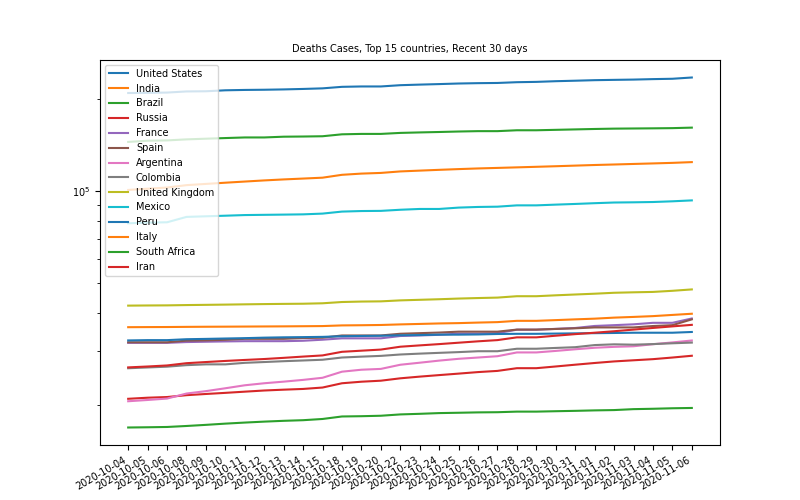 Deaths Cases, Top 15 countries, Recent 30 days
United States
India
Brazil
Russia
France
Spain
Argentina
Colombia
United Kingdom
Mexico
Peru
Italy
South Africa
Iran
10⁵
2020-10-04
2020-10-05
2020-10-06
2020-10-08
2020-10-09
2020-10-10
2020-10-11
2020-10-12
2020-10-13
2020-10-14
2020-10-15
2020-10-18
2020-10-19
2020-10-20
2020-10-22
2020-10-23
2020-10-24
2020-10-25
2020-10-26
2020-10-27
2020-10-28
2020-10-29
2020-10-30
2020-10-31
2020-11-01
2020-11-02
2020-11-03
2020-11-04
2020-11-05
2020-11-06